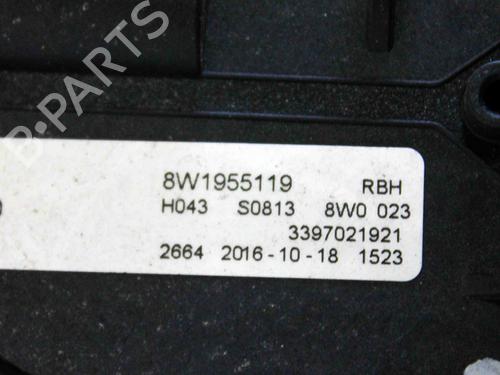 B-PARTS
8W1955119 RBH
H043 S0813 8W0 023
3397021921
2664 2016-10-18 1523